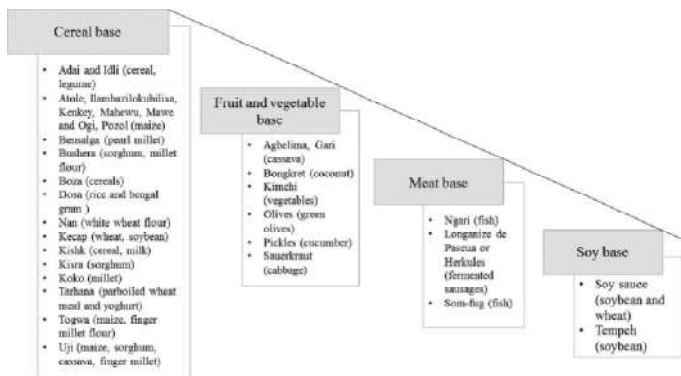 Cereal base
• Adai and Idli (cereal,
legume)
• Atole, Ilambazilokubilisa,
Kenkey, Mahewu, Mawe
and Ogi, Pozol (maize)
• Bensalga (pearl millet)
• Bushera (sorghum, millet
flour)
• Boza (cereals)
• Dosa (rice and bengal
gram )
• Nan (white wheat flour)
• Kecap (wheat, soybean)
• Kishk (cereal, milk)
• Kisra (sorghum)
• Koko (millet)
• Tarhana (parboiled wheat
meal and yoghurt)
• Togwa (maize, finger
millet flour)
• Uji (maize, sorghum,
cassava, finger millet)
Fruit and vegetable
base
• Agbelima, Gari
(cassava)
• Bongkret (coconut)
• Kimchi
(vegetables)
• Olives (green
olives)
• Pickles (cucumber)
• Sauerkraut
(cabbage)
Meat base
• Ngari (fish)
• Longanize de
Pascua or
Herkules
(fermented
sausages)
• Som-fug (fish)
Soy base
• Soy sauce
(soybean and
wheat)
• Tempeh
(soybean)